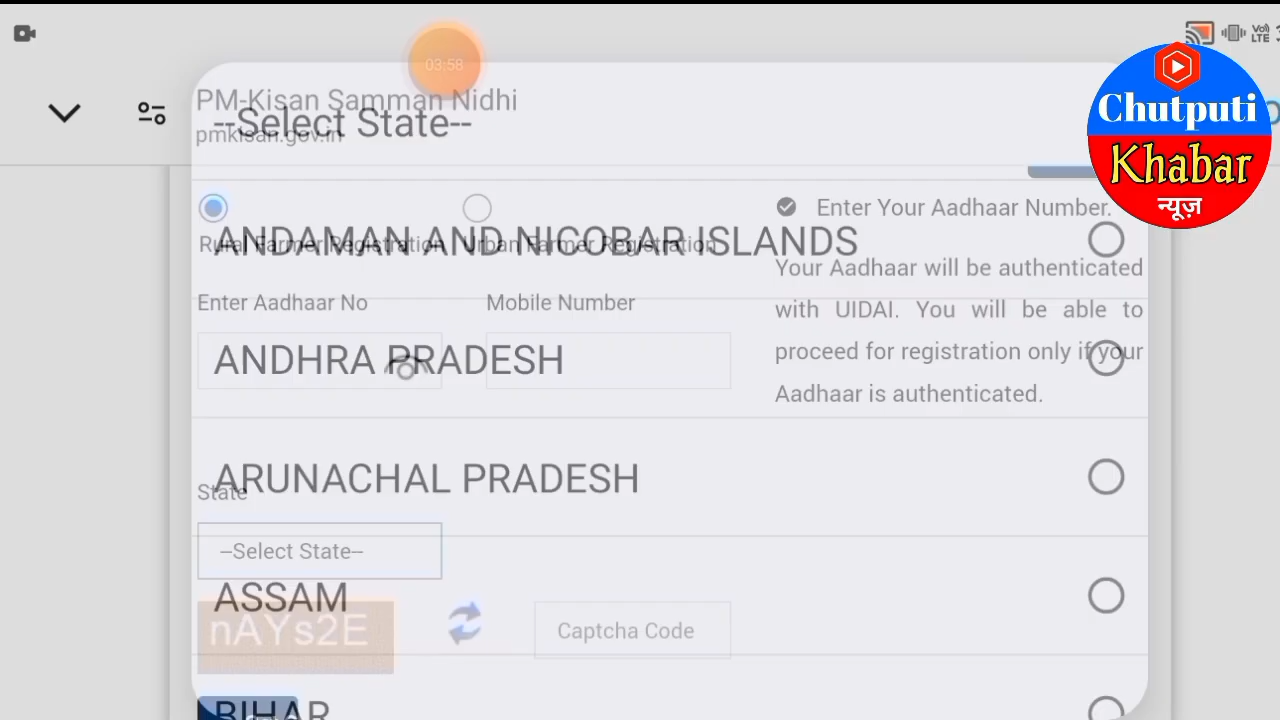 03:58
VoD LTE
PM-Kisan Samman Nidhi
--Select State--
pmkisan.gov.in
Chutputi
Khabar
न्यूज़
Rural Farmer Registration
Urban Farmer Registration
Enter Your Aadhaar Number.
ANDAMAN AND NICOBAR ISLANDS
Your Aadhaar will be authenticated
with UIDAI. You will be able to
proceed for registration only if your
Aadhaar is authenticated.
Enter Aadhaar No
Mobile Number
ANDHRA PRADESH
ARUNACHAL PRADESH
State
--Select State--
ASSAM
nAYs2E
Captcha Code
BIHAR